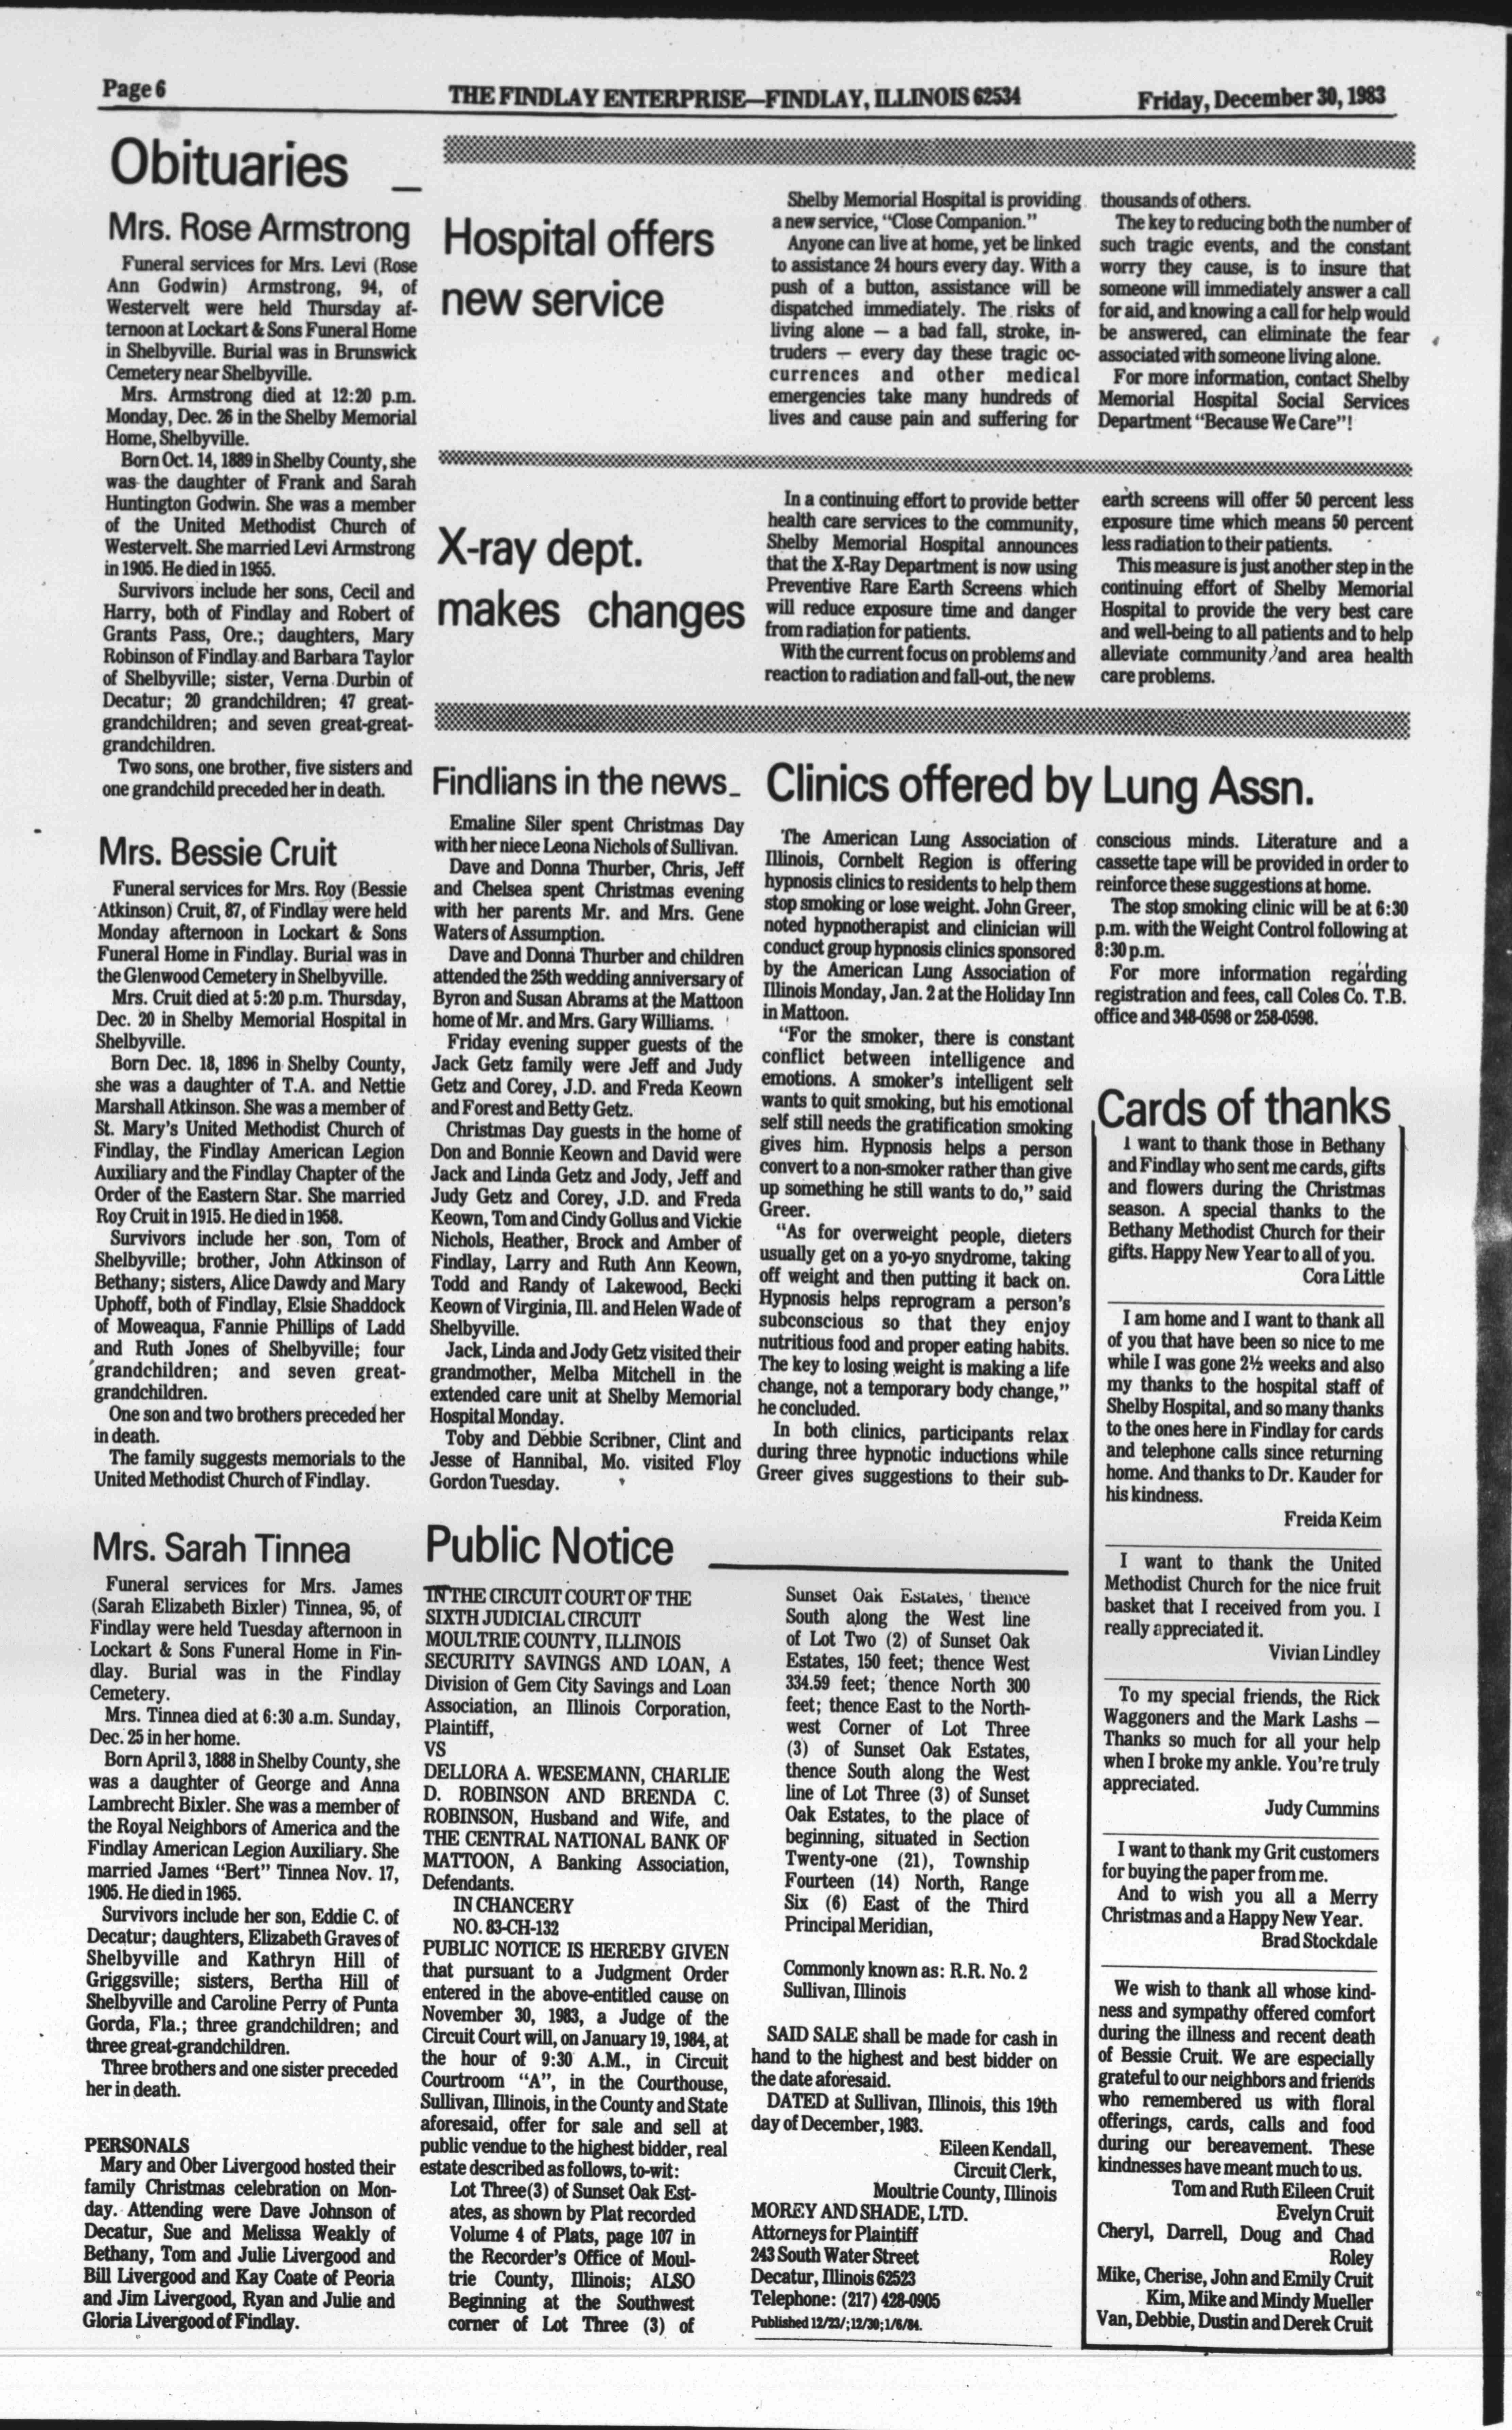 Page 6
THE FINDLAY ENTERPRISE—FINDLAY, ILLINOIS 62534
Friday, December 30, 1983
Obituaries
Mrs. Rose Armstrong
Funeral services for Mrs. Levi (Rose
Ann Godwin) Armstrong, 94, of
Westervelt were held Thursday af-
ternoon at Lockart & Sons Funeral Home
in Shelbyville. Burial was in Brunswick
Cemetery near Shelbyville.
Mrs. Armstrong died at 12:20 p.m.
Monday, Dec. 26 in the Shelby Memorial
Home, Shelbyville.
Born Oct. 14, 1889 in Shelby County, she
was the daughter of Frank and Sarah
Huntington Godwin. She was a member
of the United Methodist Church of
Westervelt. She married Levi Armstrong
in 1905. He died in 1955.
Survivors include her sons, Cecil and
Harry, both of Findlay and Robert of
Grants Pass, Ore.; daughters, Mary
Robinson of Findlay and Barbara Taylor
of Shelbyville; sister, Verna Durbin of
Decatur; 20 grandchildren; 47 great-
grandchildren; and seven great-great-
grandchildren.
Two sons, one brother, five sisters and
one grandchild preceded her in death.
Mrs. Bessie Cruit
Funeral services for Mrs. Roy (Bessie
Atkinson) Cruit, 87, of Findlay were held
Monday afternoon in Lockart & Sons
Funeral Home in Findlay. Burial was in
the Glenwood Cemetery in Shelbyville.
Mrs. Cruit died at 5:20 p.m. Thursday,
Dec. 20 in Shelby Memorial Hospital in
Shelbyville.
Born Dec. 18, 1896 in Shelby County,
she was a daughter of T.A. and Nettie
Marshall Atkinson. She was a member of
St. Mary's United Methodist Church of
Findlay, the Findlay American Legion
Auxiliary and the Findlay Chapter of the
Order of the Eastern Star. She married
Roy Cruit in 1915. He died in 1958.
Survivors include her son, Tom of
Shelbyville; brother, John Atkinson of
Bethany; sisters, Alice Dawdy and Mary
Uphoff, both of Findlay, Elsie Shaddock
of Moweaqua, Fannie Phillips of Ladd
and Ruth Jones of Shelbyville; four
grandchildren; and seven great-
grandchildren.
One son and two brothers preceded her
in death.
The family suggests memorials to the
United Methodist Church of Findlay.
Mrs. Sarah Tinnea
Funeral services for Mrs. James
(Sarah Elizabeth Bixler) Tinnea, 95, of
Findlay were held Tuesday afternoon in
Lockart & Sons Funeral Home in Fin-
dlay. Burial was in the Findlay
Cemetery.
Mrs. Tinnea died at 6:30 a.m. Sunday,
Dec. 25 in her home.
Born April 3, 1888 in Shelby County, she
was a daughter of George and Anna
Lambrecht Bixler. She was a member of
the Royal Neighbors of America and the
Findlay American Legion Auxiliary. She
married James "Bert" Tinnea Nov. 17,
1905. He died in 1965.
Survivors include her son, Eddie C. of
Decatur; daughters, Elizabeth Graves of
Shelbyville and Kathryn Hill of
Griggsville; sisters, Bertha Hill of
Shelbyville and Caroline Perry of Punta
Gorda, Fla.; three grandchildren; and
three great-grandchildren.
Three brothers and one sister preceded
her in death.
PERSONALS
Mary and Ober Livergood hosted their
family Christmas celebration on Mon-
day. Attending were Dave Johnson of
Decatur, Sue and Melissa Weakly of
Bethany, Tom and Julie Livergood and
Bill Livergood and Kay Coate of Peoria
and Jim Livergood, Ryan and Julie and
Gloria Livergood of Findlay.
Hospital offers
new service
Shelby Memorial Hospital is providing
a new service, "Close Companion."
Anyone can live at home, yet be linked
to assistance 24 hours every day. With a
push of a button, assistance will be
dispatched immediately. The risks of
living alone — a bad fall, stroke, in-
truders — every day these tragic oc-
currences and other medical
emergencies take many hundreds of
lives and cause pain and suffering for
thousands of others.
The key to reducing both the number of
such tragic events, and the constant
worry they cause, is to insure that
someone will immediately answer a call
for aid, and knowing a call for help would
be answered, can eliminate the fear
associated with someone living alone.
For more information, contact Shelby
Memorial Hospital Social Services
Department "Because We Care"!
X-ray dept.
makes changes
In a continuing effort to provide better
health care services to the community,
Shelby Memorial Hospital announces
that the X-Ray Department is now using
Preventive Rare Earth Screens which
will reduce exposure time and danger
from radiation for patients.
With the current focus on problems and
reaction to radiation and fall-out, the new
earth screens will offer 50 percent less
exposure time which means 50 percent
less radiation to their patients.
This measure is just another step in the
continuing effort of Shelby Memorial
Hospital to provide the very best care
and well-being to all patients and to help
alleviate community and area health
care problems.
Findlians in the news
Emaline Siler spent Christmas Day
with her niece Leona Nichols of Sullivan.
Dave and Donna Thurber, Chris, Jeff
and Chelsea spent Christmas evening
with her parents Mr. and Mrs. Gene
Waters of Assumption.
Dave and Donna Thurber and children
attended the 25th wedding anniversary of
Byron and Susan Abrams at the Mattoon
home of Mr. and Mrs. Gary Williams.
Friday evening supper guests of the
Jack Getz family were Jeff and Judy
Getz and Corey, J.D. and Freda Keown
and Forest and Betty Getz.
Christmas Day guests in the home of
Don and Bonnie Keown and David were
Jack and Linda Getz and Jody, Jeff and
Judy Getz and Corey, J.D. and Freda
Keown, Tom and Cindy Gollus and Vickie
Nichols, Heather, Brock and Amber of
Findlay, Larry and Ruth Ann Keown,
Todd and Randy of Lakewood, Becki
Keown of Virginia, Ill. and Helen Wade of
Shelbyville.
Jack, Linda and Jody Getz visited their
grandmother, Melba Mitchell in the
extended care unit at Shelby Memorial
Hospital Monday.
Toby and Debbie Scribner, Clint and
Jesse of Hannibal, Mo. visited Floy
Gordon Tuesday.
Clinics offered by Lung Assn.
The American Lung Association of
Illinois, Cornbelt Region is offering
hypnosis clinics to residents to help them
stop smoking or lose weight. John Greer,
noted hypnotherapist and clinician will
conduct group hypnosis clinics sponsored
by the American Lung Association of
Illinois Monday, Jan. 2 at the Holiday Inn
in Mattoon.
"For the smoker, there is constant
conflict between intelligence and
emotions. A smoker's intelligent selt
wants to quit smoking, but his emotional
self still needs the gratification smoking
gives him. Hypnosis helps a person
convert to a non-smoker rather than give
up something he still wants to do," said
Greer.
"As for overweight people, dieters
usually get on a yo-yo snydrome, taking
off weight and then putting it back on.
Hypnosis helps reprogram a person's
subconscious so that they enjoy
nutritious food and proper eating habits.
The key to losing weight is making a life
change, not a temporary body change,"
he concluded.
In both clinics, participants relax
during three hypnotic inductions while
Greer gives suggestions to their sub-
conscious minds. Literature and a
cassette tape will be provided in order to
reinforce these suggestions at home.
The stop smoking clinic will be at 6:30
p.m. with the Weight Control following at
8:30 p.m.
For more information regarding
registration and fees, call Coles Co. T.B.
office and 348-0598 or 258-0598.
Public Notice
IN THE CIRCUIT COURT OF THE
SIXTH JUDICIAL CIRCUIT
MOULTRIE COUNTY, ILLINOIS
SECURITY SAVINGS AND LOAN, A
Division of Gem City Savings and Loan
Association, an Illinois Corporation,
Plaintiff,
VS
DELLORA A. WESEMANN, CHARLIE
D. ROBINSON AND BRENDA C.
ROBINSON, Husband and Wife, and
THE CENTRAL NATIONAL BANK OF
MATTOON, A Banking Association,
Defendants.
IN CHANCERY
NO. 83-CH-132
PUBLIC NOTICE IS HEREBY GIVEN
that pursuant to a Judgment Order
entered in the above-entitled cause on
November 30, 1983, a Judge of the
Circuit Court will, on January 19, 1984, at
the hour of 9:30 A.M., in Circuit
Courtroom "A", in the Courthouse,
Sullivan, Illinois, in the County and State
aforesaid, offer for sale and sell at
public vendue to the highest bidder, real
estate described as follows, to-wit:
Lot Three(3) of Sunset Oak Est-
ates, as shown by Plat recorded
Volume 4 of Plats, page 107 in
the Recorder's Office of Moul-
trie County, Illinois; ALSO
Beginning at the Southwest
corner of Lot Three (3) of
Sunset Oak Estates, thence
South along the West line
of Lot Two (2) of Sunset Oak
Estates, 150 feet; thence West
334.59 feet; thence North 300
feet; thence East to the North-
west Corner of Lot Three
(3) of Sunset Oak Estates,
thence South along the West
line of Lot Three (3) of Sunset
Oak Estates, to the place of
beginning, situated in Section
Twenty-one (21), Township
Fourteen (14) North, Range
Six (6) East of the Third
Principal Meridian,
Commonly known as: R.R. No. 2
Sullivan, Illinois
SAID SALE shall be made for cash in
hand to the highest and best bidder on
the date aforesaid.
DATED at Sullivan, Illinois, this 19th
day of December, 1983.
Eileen Kendall,
Circuit Clerk,
Moultrie County, Illinois
MOREY AND SHADE, LTD.
Attorneys for Plaintiff
243 South Water Street
Decatur, Illinois 62523
Telephone: (217) 428-0905
Published 12/23/;12/30;1/6/84.
Cards of thanks
I want to thank those in Bethany
and Findlay who sent me cards, gifts
and flowers during the Christmas
season. A special thanks to the
Bethany Methodist Church for their
gifts. Happy New Year to all of you.
Cora Little
I am home and I want to thank all
of you that have been so nice to me
while I was gone 2½ weeks and also
my thanks to the hospital staff of
Shelby Hospital, and so many thanks
to the ones here in Findlay for cards
and telephone calls since returning
home. And thanks to Dr. Kauder for
his kindness.
Freida Keim
I want to thank the United
Methodist Church for the nice fruit
basket that I received from you. I
really appreciated it.
Vivian Lindley
To my special friends, the Rick
Waggoners and the Mark Lashs —
Thanks so much for all your help
when I broke my ankle. You're truly
appreciated.
Judy Cummins
I want to thank my Grit customers
for buying the paper from me.
And to wish you all a Merry
Christmas and a Happy New Year.
Brad Stockdale
We wish to thank all whose kind-
ness and sympathy offered comfort
during the illness and recent death
of Bessie Cruit. We are especially
grateful to our neighbors and friends
who remembered us with floral
offerings, cards, calls and food
during our bereavement. These
kindnesses have meant much to us.
Tom and Ruth Eileen Cruit
Evelyn Cruit
Cheryl, Darrell, Doug and Chad
Roley
Mike, Cherise, John and Emily Cruit
Kim, Mike and Mindy Mueller
Van, Debbie, Dustin and Derek Cruit